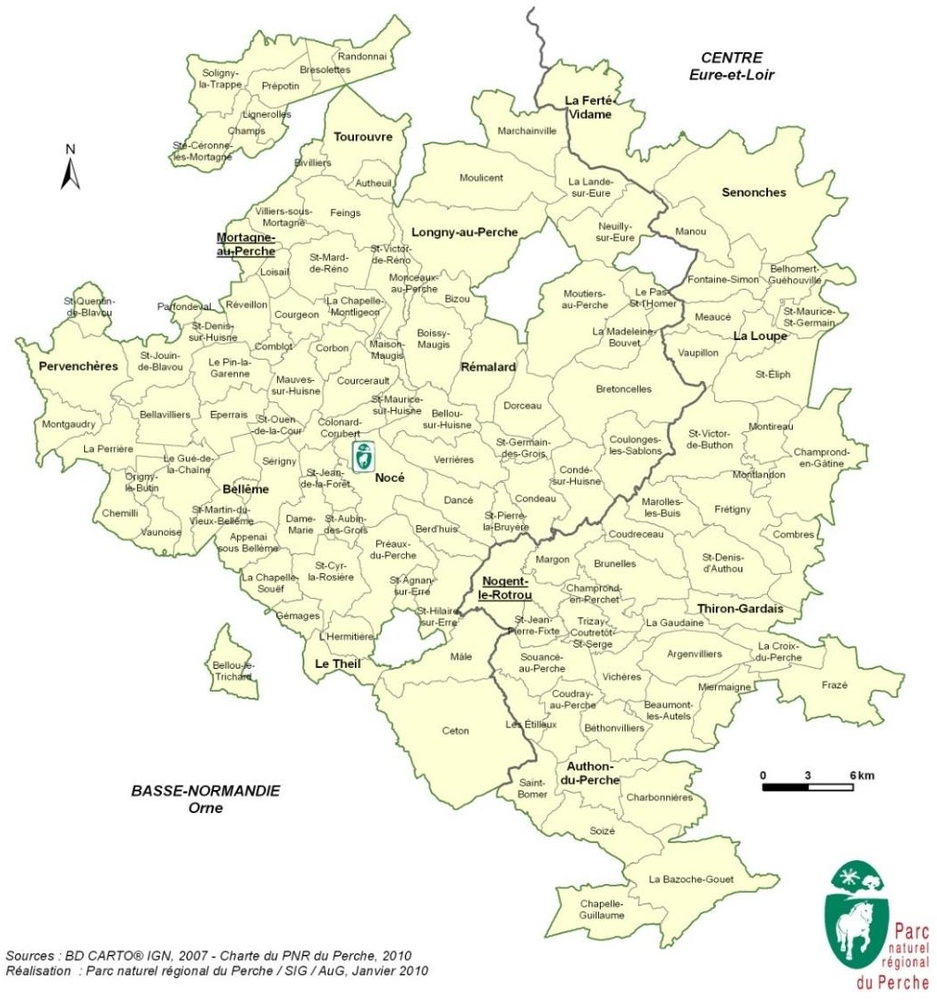 CENTRE
Eure-et-Loir
Randonnai
Bresolettes
Soligny-
la-Trappe
Prépotin
Lignerolles
Champs
Ste-Céronne-
lès-Mortagne
La Ferté-
Vidame
Marchainville
N
Tourouvre
Bivilliers
Autheuil
Moulicent
La Lande-
sur-Eure
Senonches
Villiers-sous-
Mortagne
Feings
Longny-au-Perche
Neuilly-
sur-Eure
Manou
Mortagne-
au-Perche
St-Mard-
de-Réno
St-Victor-
de-Réno
Loisail
Monceaux-
au-Perche
Fontaine-Simon
Belhomert-
Guéhouville
St-Quentin-
de-Blavou
Parfondeval
Réveillon
Courgeon
La Chapelle-
Montligeon
Bizou
Moutiers-
au-Perche
Le Pas-
St-l'Homer
Meaucé
St-Maurice-
St-Germain
St-Denis-
sur-Huisne
La Madeleine-
Bouvet
La Loupe
Comblot
Corbon
Maison-
Maugis
Boissy-
Maugis
Vaupillon
Pervenchères
St-Jouin-
de-Blavou
Le Pin-la-
Garenne
Rémalard
St-Éliph
Mauves-
sur-Huisne
Courcerault
Bretoncelles
Montgaudry
Bellavilliers
Eperrais
St-Ouen
-de-la-Cour
St-Maurice-
sur-Huisne
Bellou-
sur-Huisne
Dorceau
Colonard-
Corubert
Montireau
La Perrière
St-Germain-
des-Grois
Coulonges-
les-Sablons
St-Victor-
de-Buthon
Champrond-
en-Gâtine
Le Gué-de-
la-Chaîne
Sérigny
Verrières
Origny-
le-Butin
St-Jean-
de-la-Forêt
Nocé
Condé-
sur-Huisne
Montlandon
Bellême
Dancé
Condeau
Marolles-
les-Buis
Frétigny
Chemilli
St-Martin-du-
Vieux-Bellême
Dame-
Marie
St-Aubin-
des-Grois
St-Pierre-
la-Bruyère
Vaunoise
Berd'huis
Coudreceau
Combres
Appenai
sous Bellême
Préaux-
du-Perche
Margon
Brunelles
St-Denis-
d'Authou
La Chapelle-
Souëf
St-Cyr-
la-Rosière
St-Agnan-
sur-Erre
Nogent-
le-Rotrou
Champrond-
en-Perchet
Thiron-Gardais
Gémages
St-Hilaire-
sur-Erre
St-Jean-
Pierre-Fixte
Trizay-
Coutretôt-
St-Serge
La Gaudaine
L'Hermitière
Bellou-le-
Trichard
Le Theil
Mâle
Souancé-
au-Perche
Argenvilliers
La Croix-
du-Perche
Vichères
Miermaigne
Frazé
Coudray-
au-Perche
Beaumont-
les-Autels
Ceton
Les Étilleux
Béthonvilliers
BASSE-NORMANDIE
Orne
Authon-
du-Perche
0 3 6 km
Saint-
Bomer
Charbonnières
Soizé
La Bazoche-Gouet
Chapelle-
Guillaume
Parc
naturel
régional
du Perche
Sources : BD CARTO® IGN, 2007 - Charte du PNR du Perche, 2010
Réalisation : Parc naturel régional du Perche / SIG / AuG, Janvier 2010